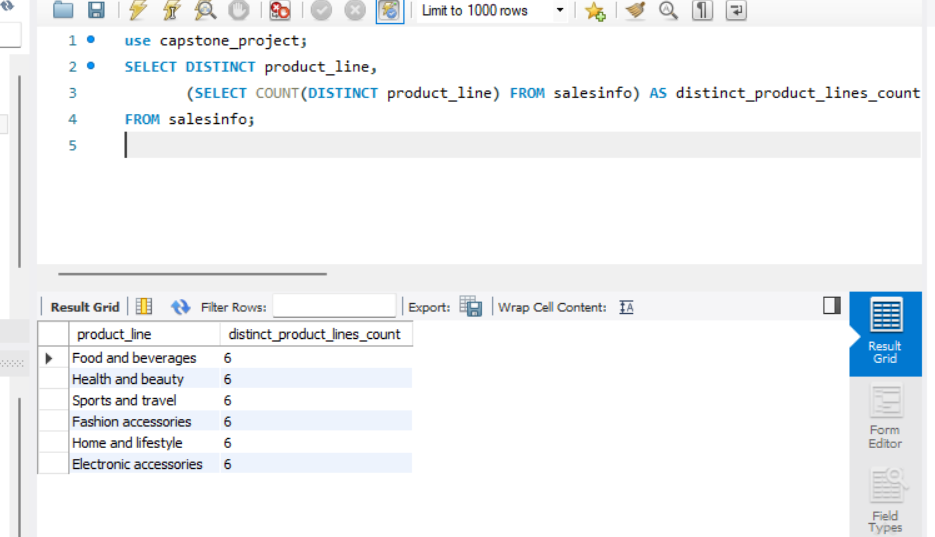 Limit to 1000 rows
1 use capstone_project;
2 SELECT DISTINCT product_line,
3 (SELECT COUNT(DISTINCT product_line) FROM salesinfo) AS distinct_product_lines_count
4 FROM salesinfo;
5
Result Grid Filter Rows: Export: Wrap Cell Content: IA
product_line distinct_product_lines_count
Food and beverages 6
Health and beauty 6
Sports and travel 6
Fashion accessories 6
Home and lifestyle 6
Electronic accessories 6
Result
Grid
Form
Editor
Field
Types